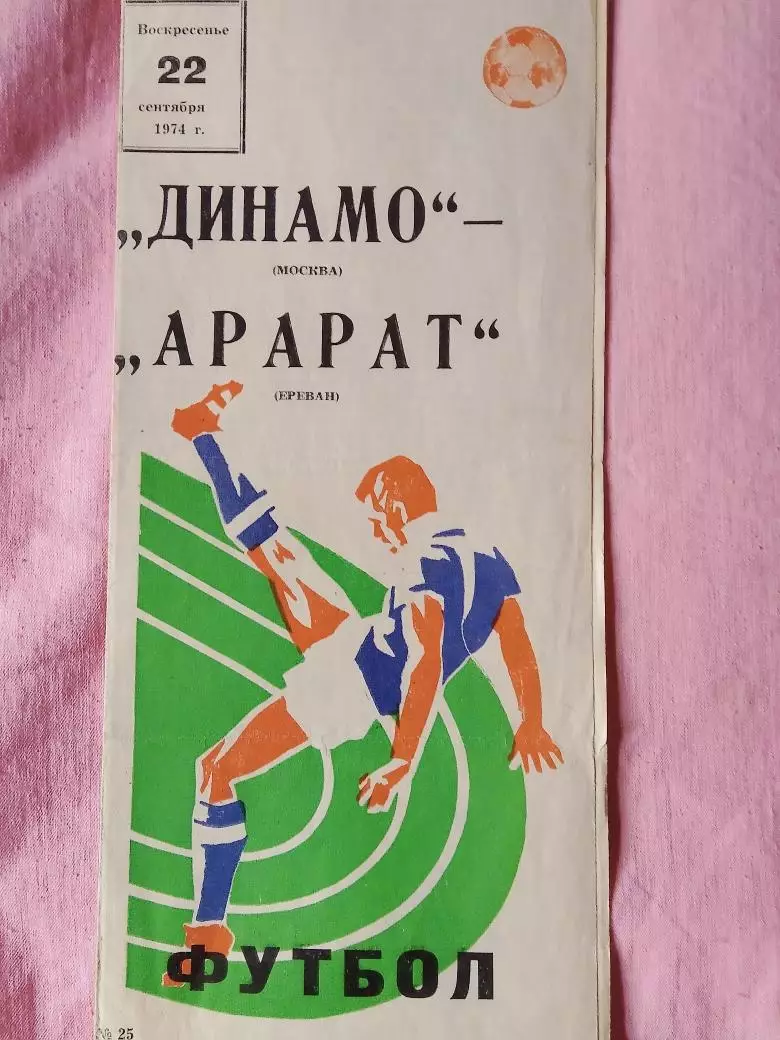 Воскресенье
22
сентября
1974 г.
„ДИНАМО“ —
(МОСКВА)
„АРАРАТ“
(ЕРЕВАН)
ФУТБОЛ
№ 25